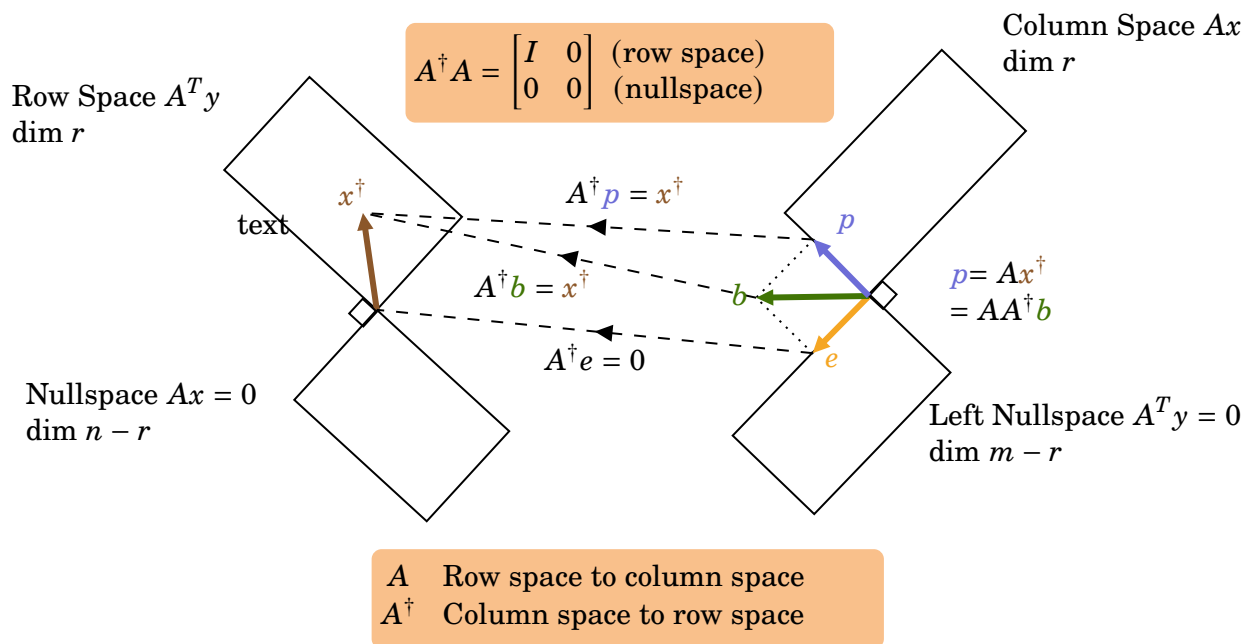 Column Space Ax
dim r
A†A = [I 0; 0 0] (row space)
(nullspace)
Row Space Aᵀy
dim r
x†
text
A†p = x†
p
A†b = x†
b
p= Ax†
= AA†b
A†e = 0
e
Nullspace Ax = 0
dim n − r
Left Nullspace Aᵀy = 0
dim m − r
A Row space to column space
A† Column space to row space